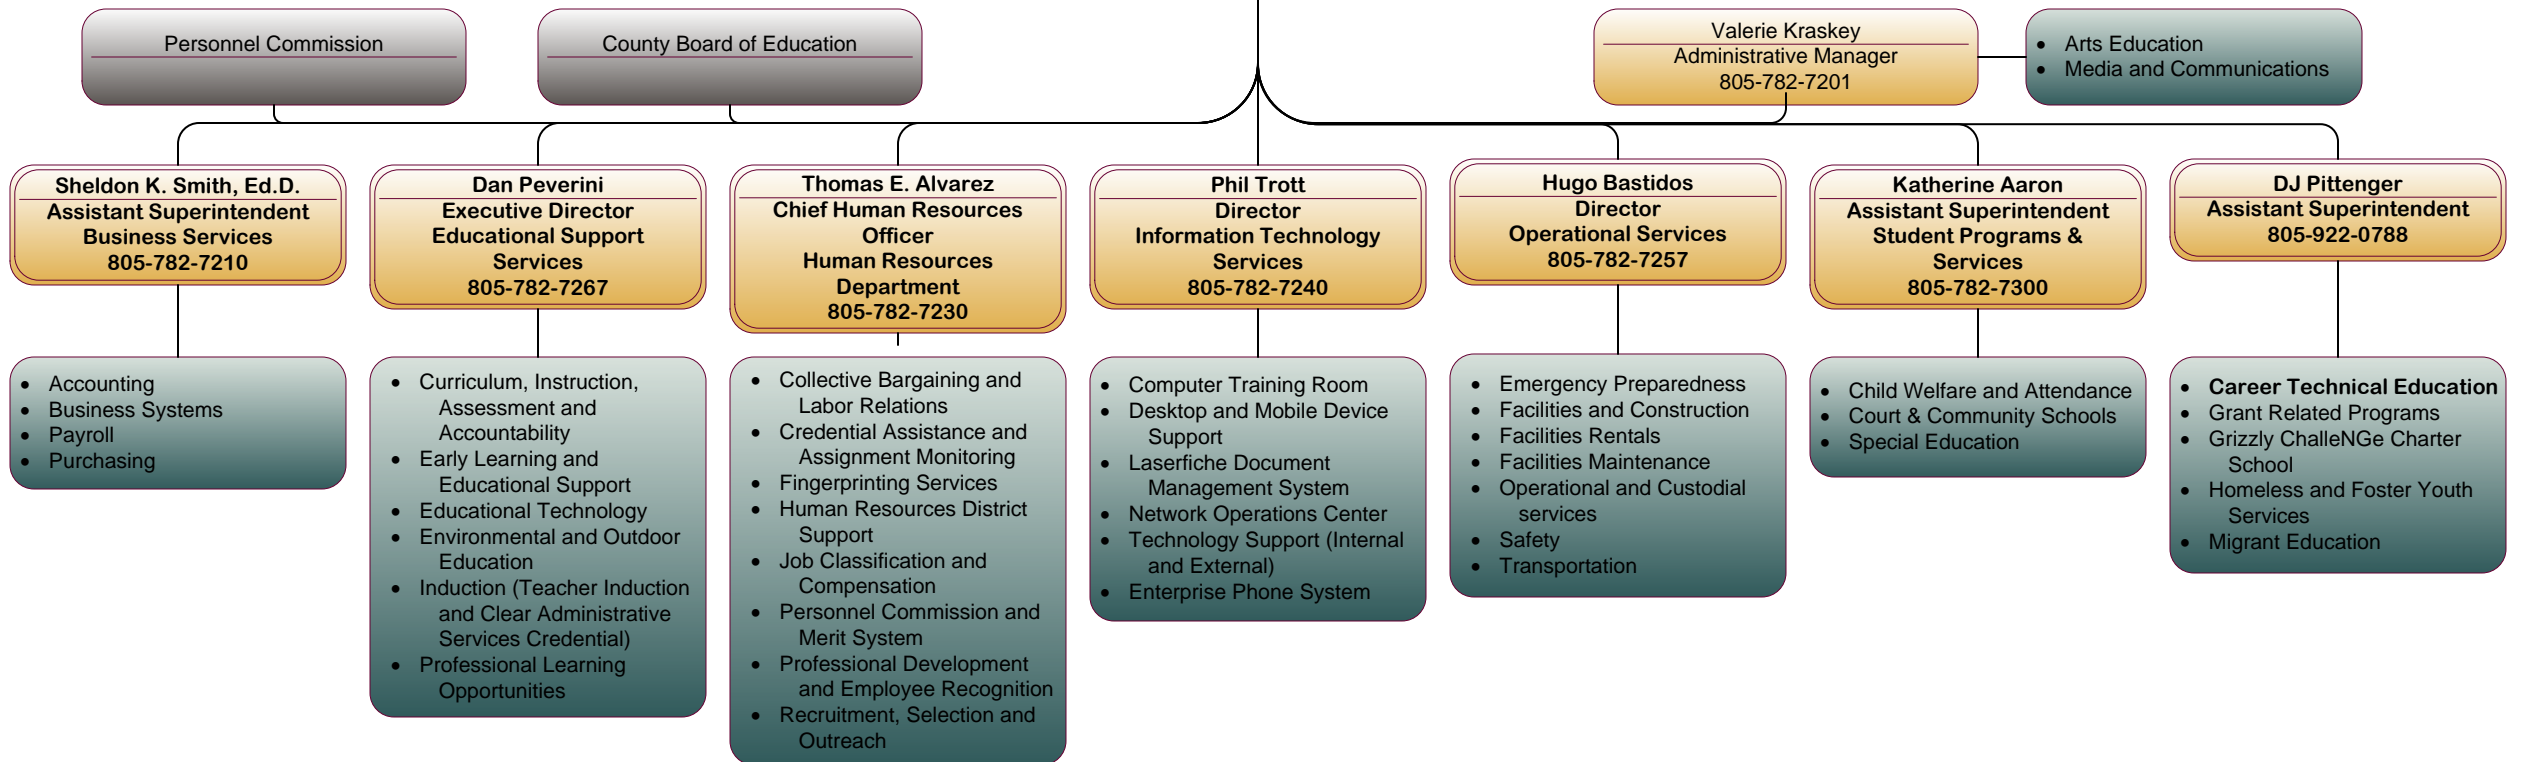 Personnel Commission
County Board of Education
Valerie Kraskey
Administrative Manager
805-782-7201
• Arts Education
• Media and Communications
Sheldon K. Smith, Ed.D.
Assistant Superintendent
Business Services
805-782-7210
Dan Peverini
Executive Director
Educational Support
Services
805-782-7267
Thomas E. Alvarez
Chief Human Resources
Officer
Human Resources
Department
805-782-7230
Phil Trott
Director
Information Technology
Services
805-782-7240
Hugo Bastidos
Director
Operational Services
805-782-7257
Katherine Aaron
Assistant Superintendent
Student Programs &
Services
805-782-7300
DJ Pittenger
Assistant Superintendent
805-922-0788
• Accounting
• Business Systems
• Payroll
• Purchasing
• Curriculum, Instruction,
Assessment and
Accountability
• Early Learning and
Educational Support
• Educational Technology
• Environmental and Outdoor
Education
• Induction (Teacher Induction
and Clear Administrative
Services Credential)
• Professional Learning
Opportunities
• Collective Bargaining and
Labor Relations
• Credential Assistance and
Assignment Monitoring
• Fingerprinting Services
• Human Resources District
Support
• Job Classification and
Compensation
• Personnel Commission and
Merit System
• Professional Development
and Employee Recognition
• Recruitment, Selection and
Outreach
• Computer Training Room
• Desktop and Mobile Device
Support
• Laserfiche Document
Management System
• Network Operations Center
• Technology Support (Internal
and External)
• Enterprise Phone System
• Emergency Preparedness
• Facilities and Construction
• Facilities Rentals
• Facilities Maintenance
• Operational and Custodial
services
• Safety
• Transportation
• Child Welfare and Attendance
• Court & Community Schools
• Special Education
• Career Technical Education
• Grant Related Programs
• Grizzly ChalleNGe Charter
School
• Homeless and Foster Youth
Services
• Migrant Education